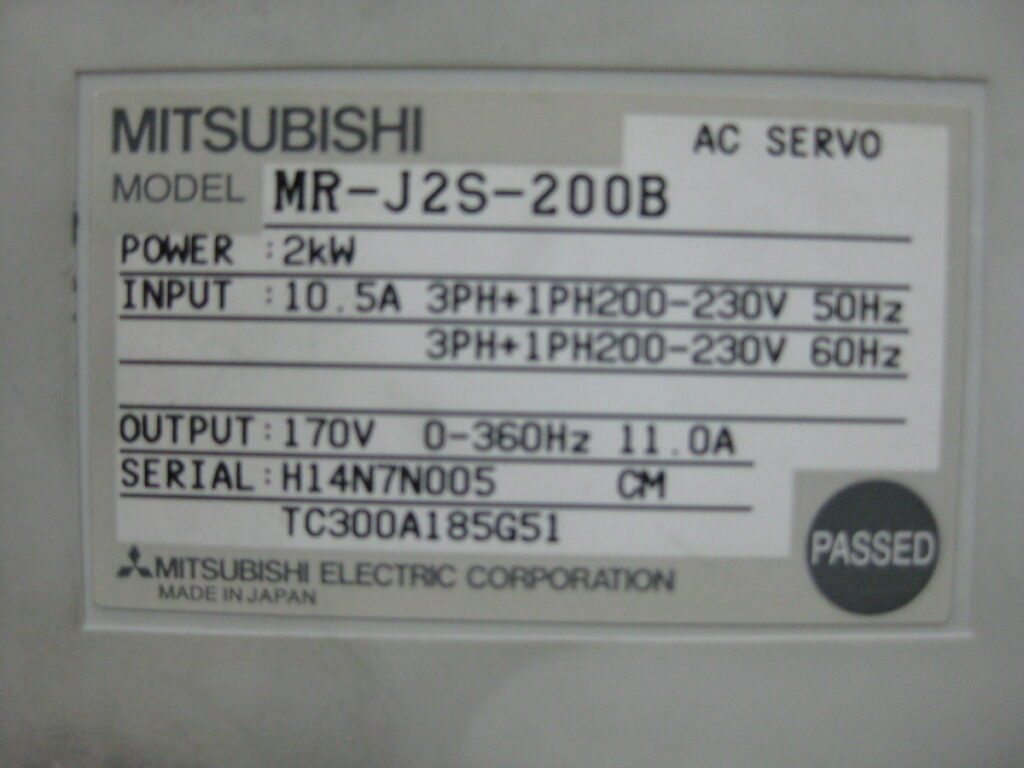 MITSUBISHI
AC SERVO
MODEL MR-J2S-200B
POWER :2kW
INPUT :10.5A 3PH+1PH200-230V 50Hz
3PH+1PH200-230V 60Hz
OUTPUT:170V 0-360Hz 11.0A
SERIAL:H14N7N005 CM
TC300A185G51
PASSED
MITSUBISHI ELECTRIC CORPORATION
MADE IN JAPAN